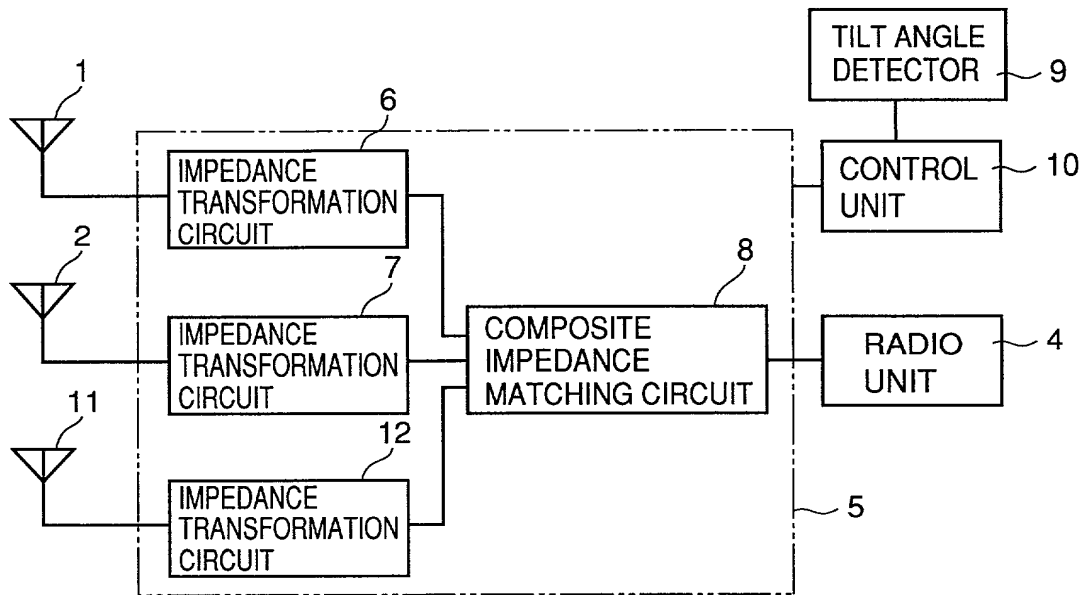 TILT ANGLE
DETECTOR
9
1
6
IMPEDANCE
TRANSFORMATION
CIRCUIT
CONTROL
UNIT
10
2
7
8
IMPEDANCE
TRANSFORMATION
CIRCUIT
COMPOSITE
IMPEDANCE
MATCHING CIRCUIT
RADIO
UNIT
4
11
12
IMPEDANCE
TRANSFORMATION
CIRCUIT
5